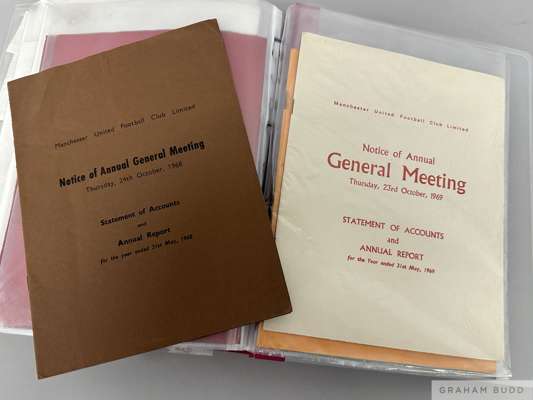 Manchester United Football Club Limited
Notice of Annual General Meeting
Thursday, 24th October, 1968
Statement of Accounts
and
Annual Report
for the year ended 31st May, 1968
Manchester United Football Club Limited
Notice of Annual
General Meeting
Thursday, 23rd October, 1969
STATEMENT OF ACCOUNTS
and
ANNUAL REPORT
for the Year ended 31st May, 1969
GRAHAM BUDD